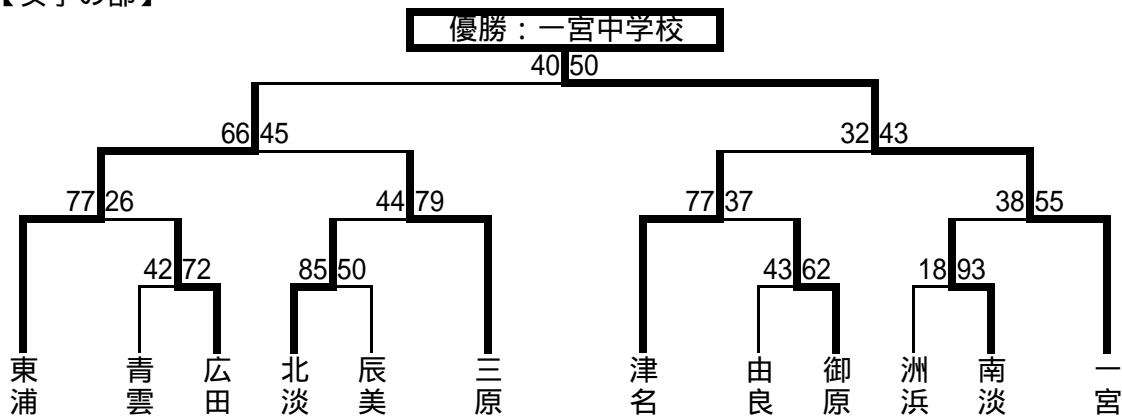 【女子の部】
優勝：一宮中学校
40 50
66 45 32 43
77 26 44 79 77 37 38 55
42 72 85 50 43 62 18 93
東浦 青雲 広田 北淡 辰美 三原 津名 由良 御原 洲浜 南淡 一宮